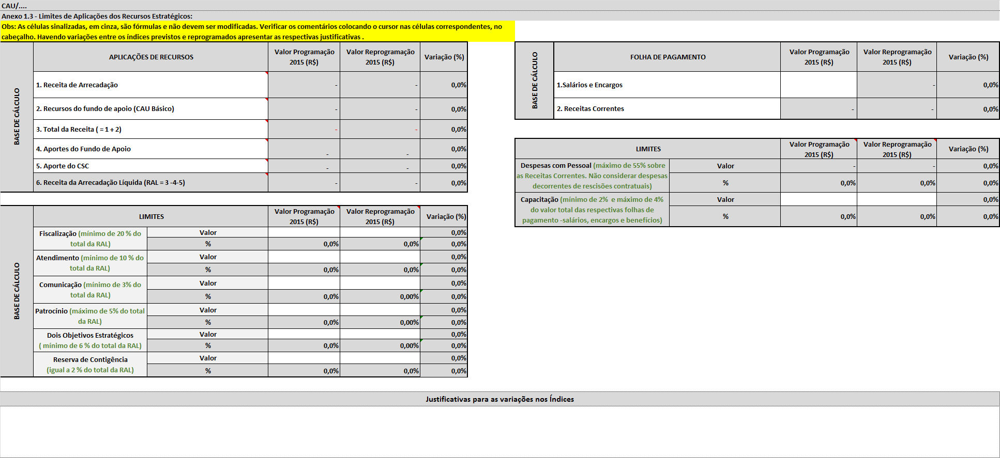 CAU/....
Anexo 1.3 - Limites de Aplicações dos Recursos Estratégicos:
Obs: As células sinalizadas, em cinza, são fórmulas e não devem ser modificadas. Verificar os comentários colocando o cursor nas células correspondentes, no
cabeçalho. Havendo variações entre os índices previstos e reprogramados apresentar as respectivas justificativas .
BASE DE CÁLCULO
APLICAÇÕES DE RECURSOS
Valor Programação
2015 (R$)
Valor Reprogramação
2015 (R$)
Variação (%)
1. Receita de Arrecadação
- - 0,0%
2. Recursos do fundo de apoio (CAU Básico)
- - 0,0%
3. Total da Receita ( = 1 + 2)
- - 0,0%
4. Aportes do Fundo de Apoio
- - 0,0%
5. Aporte do CSC
- - 0,0%
6. Receita da Arrecadação Líquida (RAL = 3 -4-5)
- - 0,0%
BASE DE CÁLCULO
LIMITES
Valor Programação
2015 (R$)
Valor Reprogramação
2015 (R$)
Variação (%)
Fiscalização (mínimo de 20 % do
total da RAL)
Valor 0,0%
% 0,0% 0,0% 0,0%
Atendimento (mínimo de 10 % do
total da RAL)
Valor 0,0%
% 0,0% 0,0% 0,0%
Comunicação (mínimo de 3% do
total da RAL)
Valor 0,0%
% 0,0% 0,00% 0,0%
Patrocínio (máximo de 5% do total
da RAL)
Valor 0,0%
% 0,0% 0,00% 0,0%
Dois Objetivos Estratégicos
( mínimo de 6 % do total da RAL)
Valor 0,0%
% 0,0% 0,00% 0,0%
Reserva de Contigência
(igual a 2 % do total da RAL)
Valor 0,0%
% 0,0% 0,0% 0,0%
BASE DE CÁLCULO
FOLHA DE PAGAMENTO
Valor Programação
2015 (R$)
Valor Reprogramação
2015 (R$)
Variação (%)
1.Salários e Encargos
- 0,0%
2. Receitas Correntes
- - 0,0%
LIMITES
Valor Programação
2015 (R$)
Valor Reprogramação
2015 (R$)
Variação (%)
Despesas com Pessoal (máximo de 55% sobre
as Receitas Correntes. Não considerar despesas
decorrentes de rescisões contratuais)
Valor - - 0,0%
% 0,0% 0,0% 0,0%
Capacitação (mínimo de 2% e máximo de 4%
do valor total das respectivas folhas de
pagamento -salários, encargos e benefícios)
Valor 0,0%
% 0,0% 0,0% 0,0%
Justificativas para as variações nos Índices